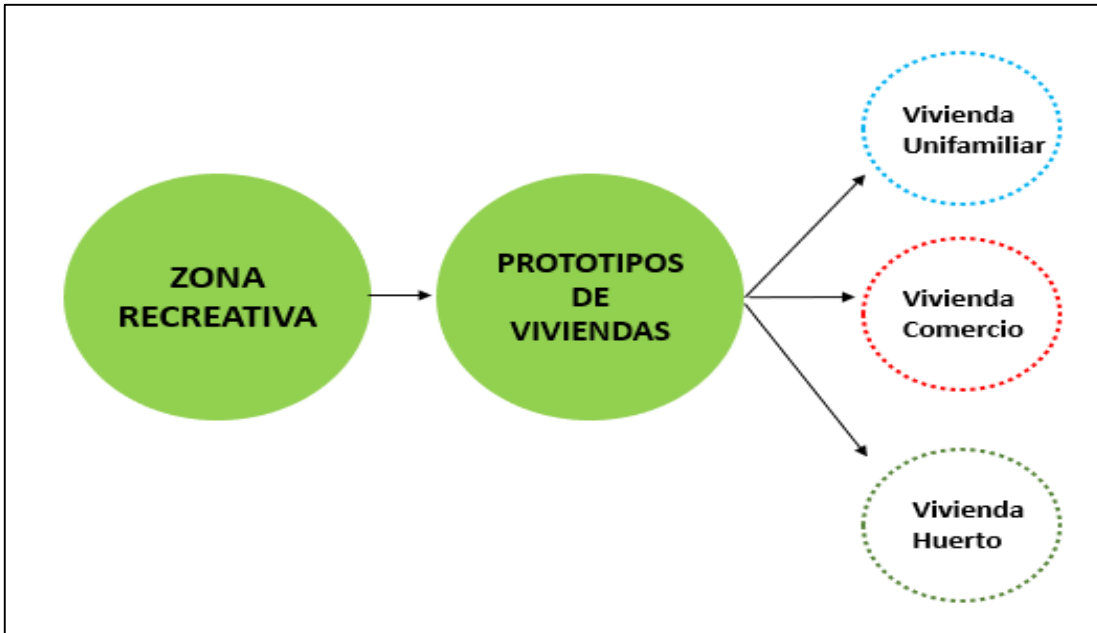 ZONA
RECREATIVA
PROTOTIPOS
DE
VIVIENDAS
Vivienda
Unifamiliar
Vivienda
Comercio
Vivienda
Huerto